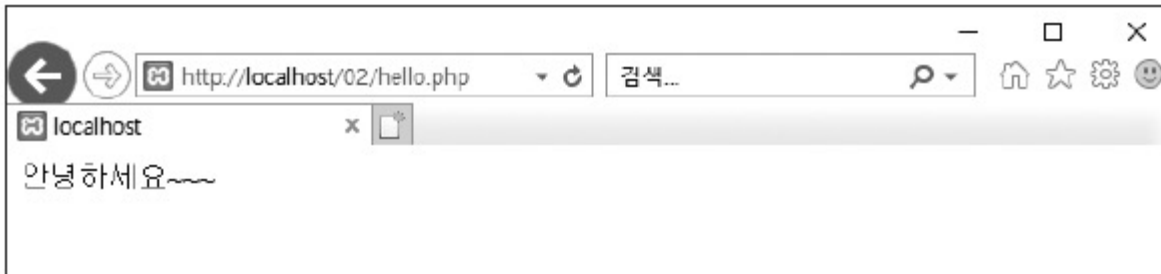 http://localhost/02/hello.php 검색...
localhost
안녕하세요~~~